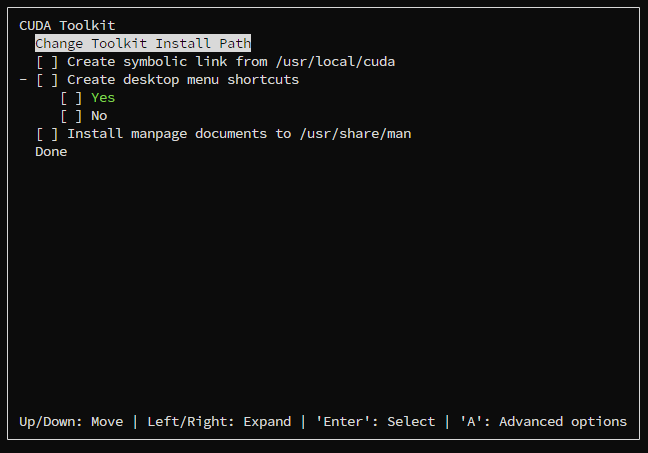 CUDA Toolkit
Change Toolkit Install Path
[ ] Create symbolic link from /usr/local/cuda
- [ ] Create desktop menu shortcuts
[ ] Yes
[ ] No
[ ] Install manpage documents to /usr/share/man
Done
Up/Down: Move | Left/Right: Expand | 'Enter': Select | 'A': Advanced options